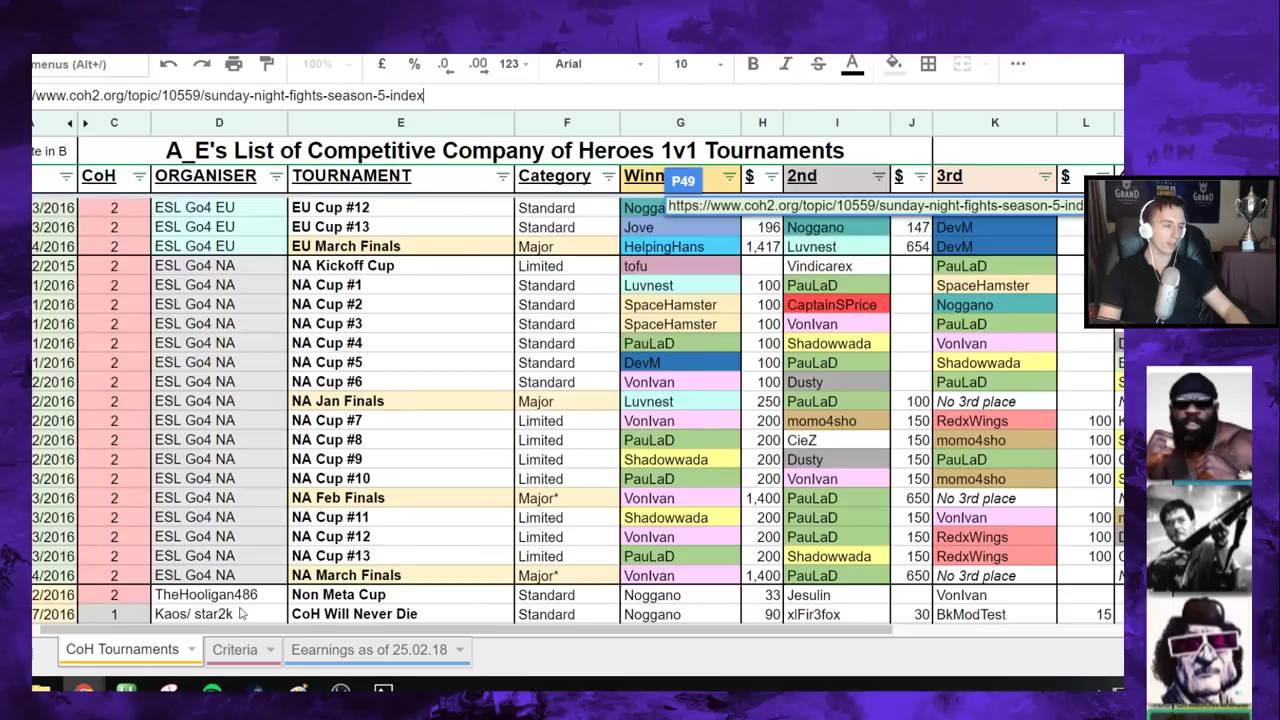 menus (Alt+/) 100% £ % .0 .00 123 Arial 10 B I S A
/www.coh2.org/topic/10559/sunday-night-fights-season-5-index
C D E F G H I J K L
te in B A_E's List of Competitive Company of Heroes 1v1 Tournaments
CoH ORGANISER TOURNAMENT Category Winn $ 2nd $ 3rd $
P49
https://www.coh2.org/topic/10559/sunday-night-fights-season-5-ind
3/2016 2 ESL Go4 EU EU Cup #12 Standard Nogga
3/2016 2 ESL Go4 EU EU Cup #13 Standard Jove 196 Noggano 147 DevM
4/2016 2 ESL Go4 EU EU March Finals Major HelpingHans 1,417 Luvnest 654 DevM
2/2015 2 ESL Go4 NA NA Kickoff Cup Limited tofu Vindicarex PauLaD
1/2016 2 ESL Go4 NA NA Cup #1 Standard Luvnest 100 PauLaD SpaceHamster
1/2016 2 ESL Go4 NA NA Cup #2 Standard SpaceHamster 100 CaptainSPrice Noggano
1/2016 2 ESL Go4 NA NA Cup #3 Standard SpaceHamster 100 VonIvan PauLaD
1/2016 2 ESL Go4 NA NA Cup #4 Standard PauLaD 100 Shadowwada VonIvan
1/2016 2 ESL Go4 NA NA Cup #5 Standard DevM 100 PauLaD Shadowwada
2/2016 2 ESL Go4 NA NA Cup #6 Standard VonIvan 100 Dusty PauLaD
2/2016 2 ESL Go4 NA NA Jan Finals Major Luvnest 250 PauLaD 100 No 3rd place
2/2016 2 ESL Go4 NA NA Cup #7 Limited VonIvan 200 momo4sho 150 RedxWings 100
2/2016 2 ESL Go4 NA NA Cup #8 Limited PauLaD 200 CieZ 150 momo4sho 100
2/2016 2 ESL Go4 NA NA Cup #9 Limited Shadowwada 200 Dusty 150 PauLaD 100
3/2016 2 ESL Go4 NA NA Cup #10 Limited PauLaD 200 VonIvan 150 momo4sho 100
3/2016 2 ESL Go4 NA NA Feb Finals Major* VonIvan 1,400 PauLaD 650 No 3rd place
3/2016 2 ESL Go4 NA NA Cup #11 Limited Shadowwada 200 PauLaD 150 VonIvan 100
3/2016 2 ESL Go4 NA NA Cup #12 Limited VonIvan 200 PauLaD 150 RedxWings 100
3/2016 2 ESL Go4 NA NA Cup #13 Limited PauLaD 200 Shadowwada 150 RedxWings 100
4/2016 2 ESL Go4 NA NA March Finals Major* VonIvan 1,400 PauLaD 650 No 3rd place
2/2016 2 TheHooligan486 Non Meta Cup Standard Noggano 33 Jesulin VonIvan
7/2016 1 Kaos/ star2k CoH Will Never Die Standard Noggano 90 xlFir3fox 30 BkModTest 15
CoH Tournaments Criteria Eearnings as of 25.02.18
GRAND
GRAND